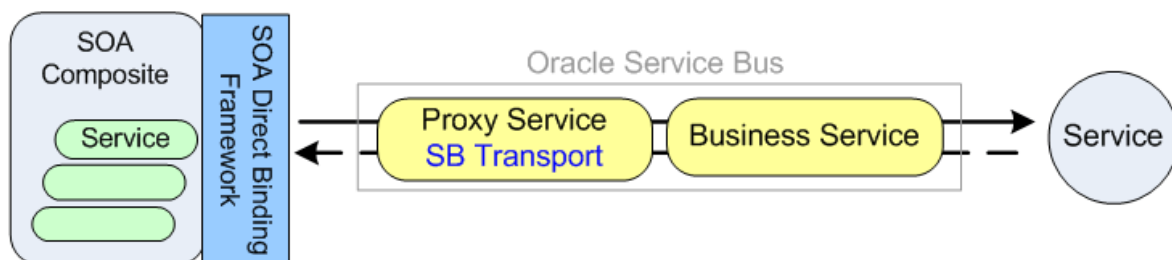 SOA
Composite
Service
SOA Direct Binding
Framework
Oracle Service Bus
Proxy Service
SB Transport
Business Service
Service